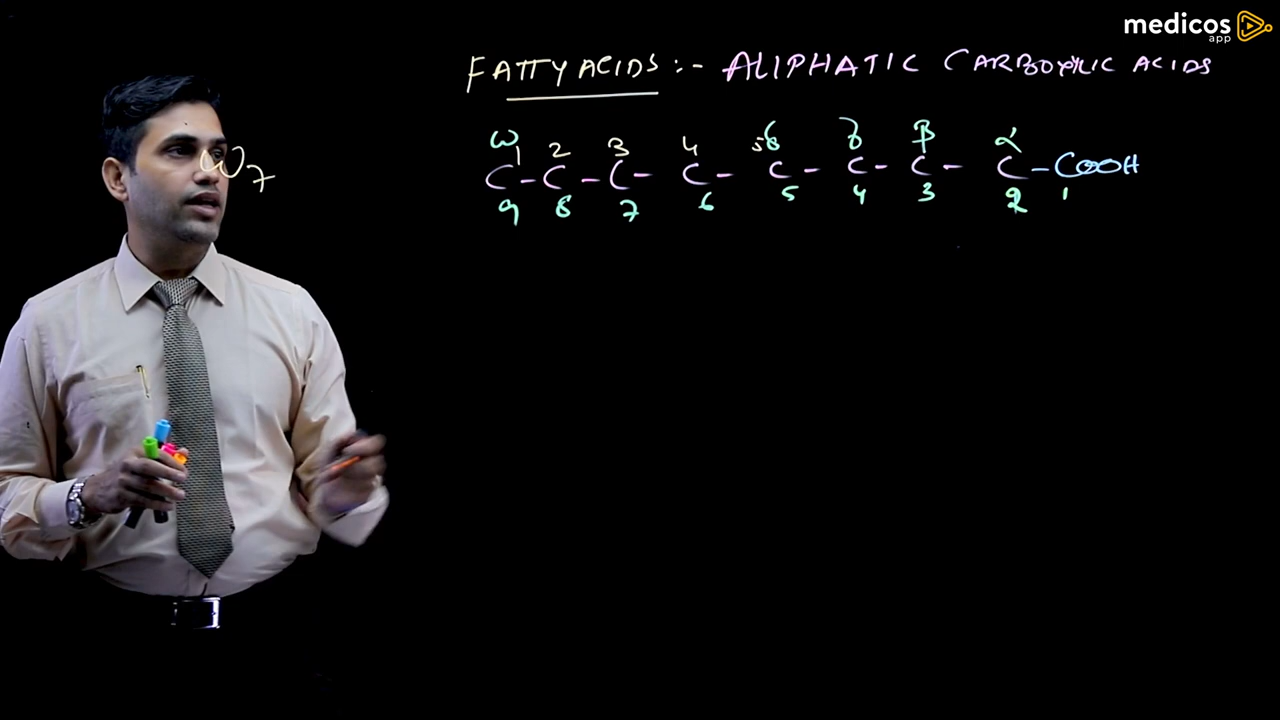 medicos
app
FATTY ACIDS :- ALIPHATIC CARBOXYLIC ACIDS
ω 1 2 3 4 5 δ γ β α
C - C - C - C - C - C - C - C - COOH
9 8 7 6 5 4 3 2 1
ω7